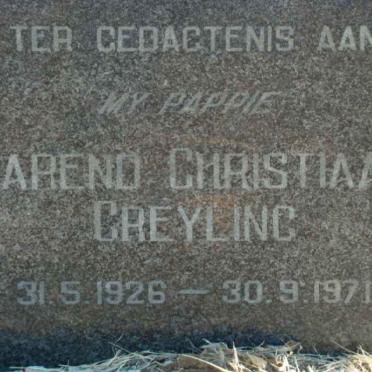 TER GEDAGTENIS AAN
MY PAPPIE
AREND CHRISTIAA
GREYLING
31.5.1926 — 30.9.1971